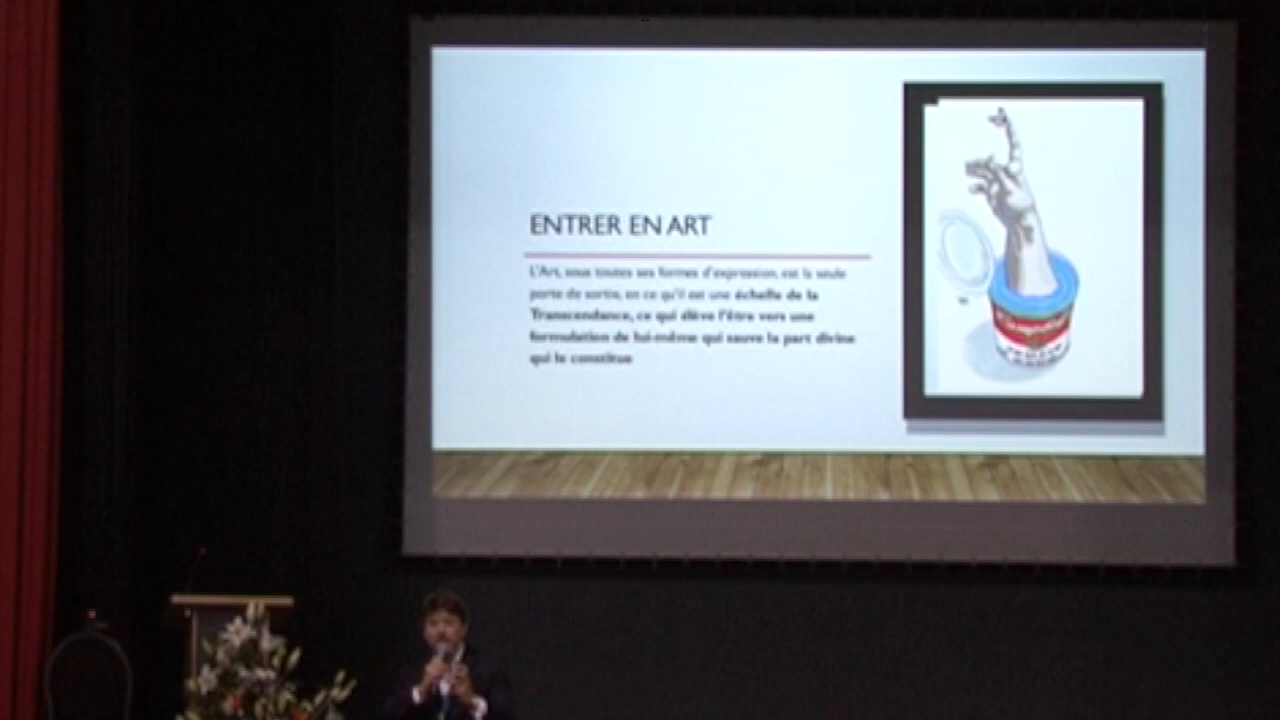 ENTRER EN ART
L'Art, sous toutes ses formes d'expression, est la seule
porte de sortie, en ce qu'il est une échelle de la
Transcendance, ce qui élève l'être vers une
formulation de lui-même qui sauve la part divine
qui le constitue
Campbell's